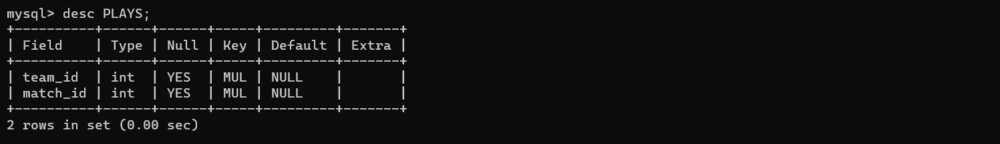 mysql> desc PLAYS;
+----------+------+------+-----+---------+-------+
| Field    | Type | Null | Key | Default | Extra |
+----------+------+------+-----+---------+-------+
| team_id  | int  | YES  | MUL | NULL    |       |
| match_id | int  | YES  | MUL | NULL    |       |
+----------+------+------+-----+---------+-------+
2 rows in set (0.00 sec)